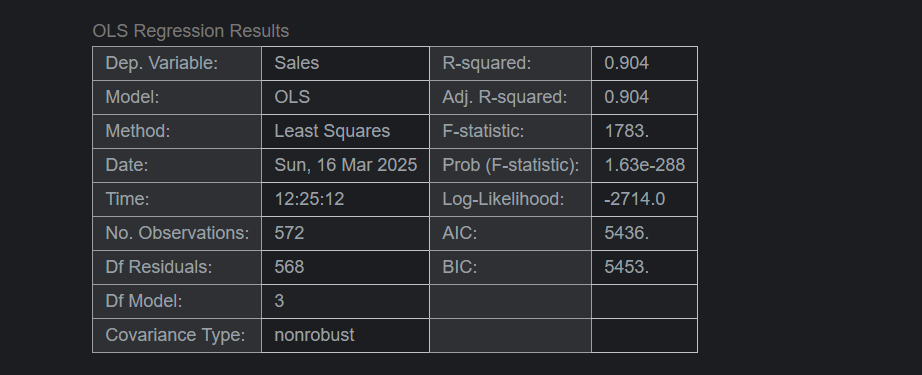 OLS Regression Results
Dep. Variable: Sales R-squared: 0.904
Model: OLS Adj. R-squared: 0.904
Method: Least Squares F-statistic: 1783.
Date: Sun, 16 Mar 2025 Prob (F-statistic): 1.63e-288
Time: 12:25:12 Log-Likelihood: -2714.0
No. Observations: 572 AIC: 5436.
Df Residuals: 568 BIC: 5453.
Df Model: 3
Covariance Type: nonrobust